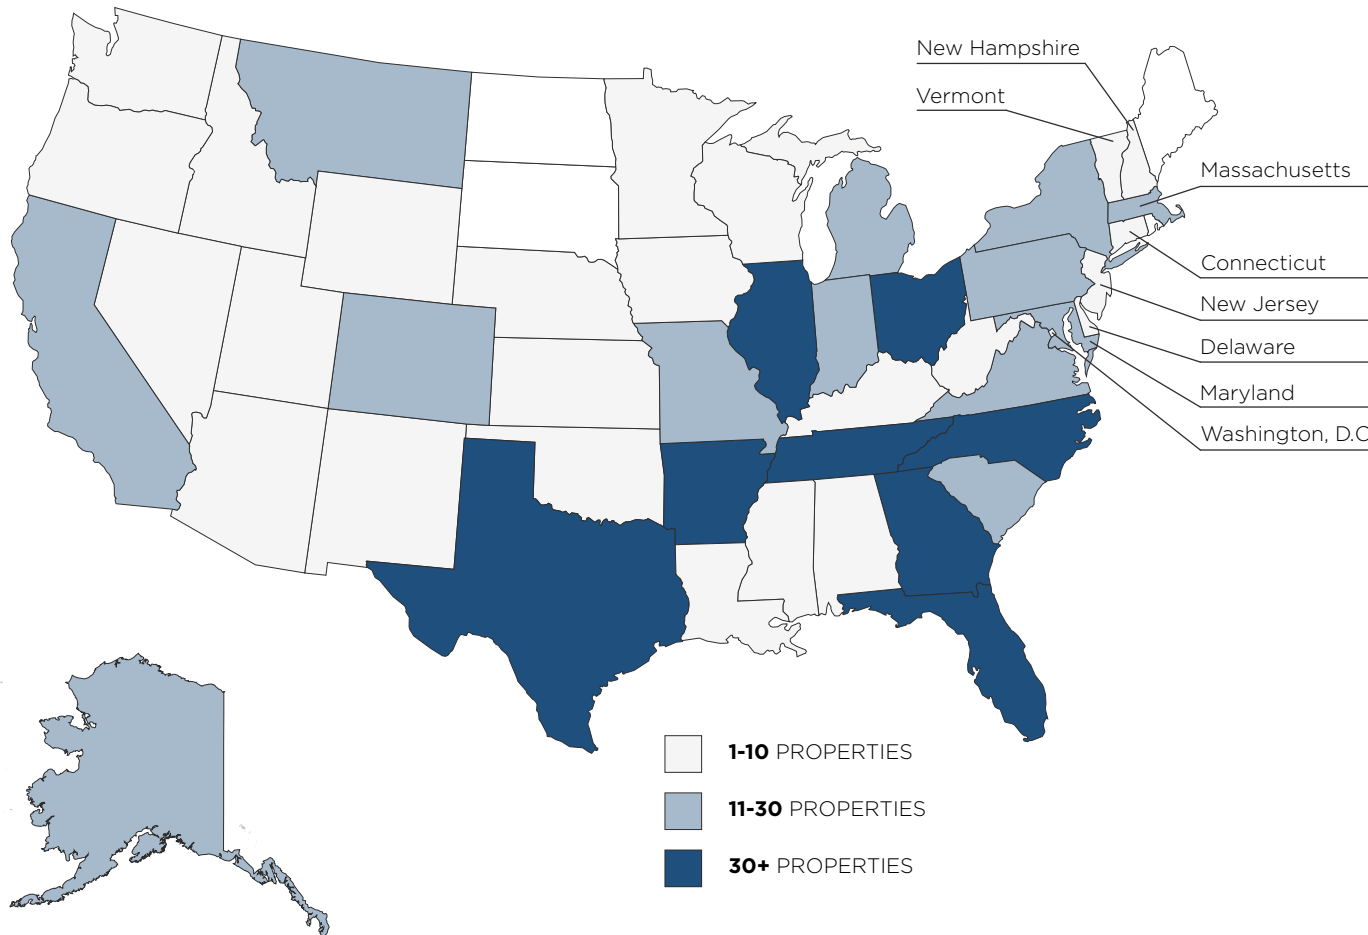 New Hampshire
Vermont
Massachusetts
Connecticut
New Jersey
Delaware
Maryland
Washington, D.C
1-10 PROPERTIES
11-30 PROPERTIES
30+ PROPERTIES